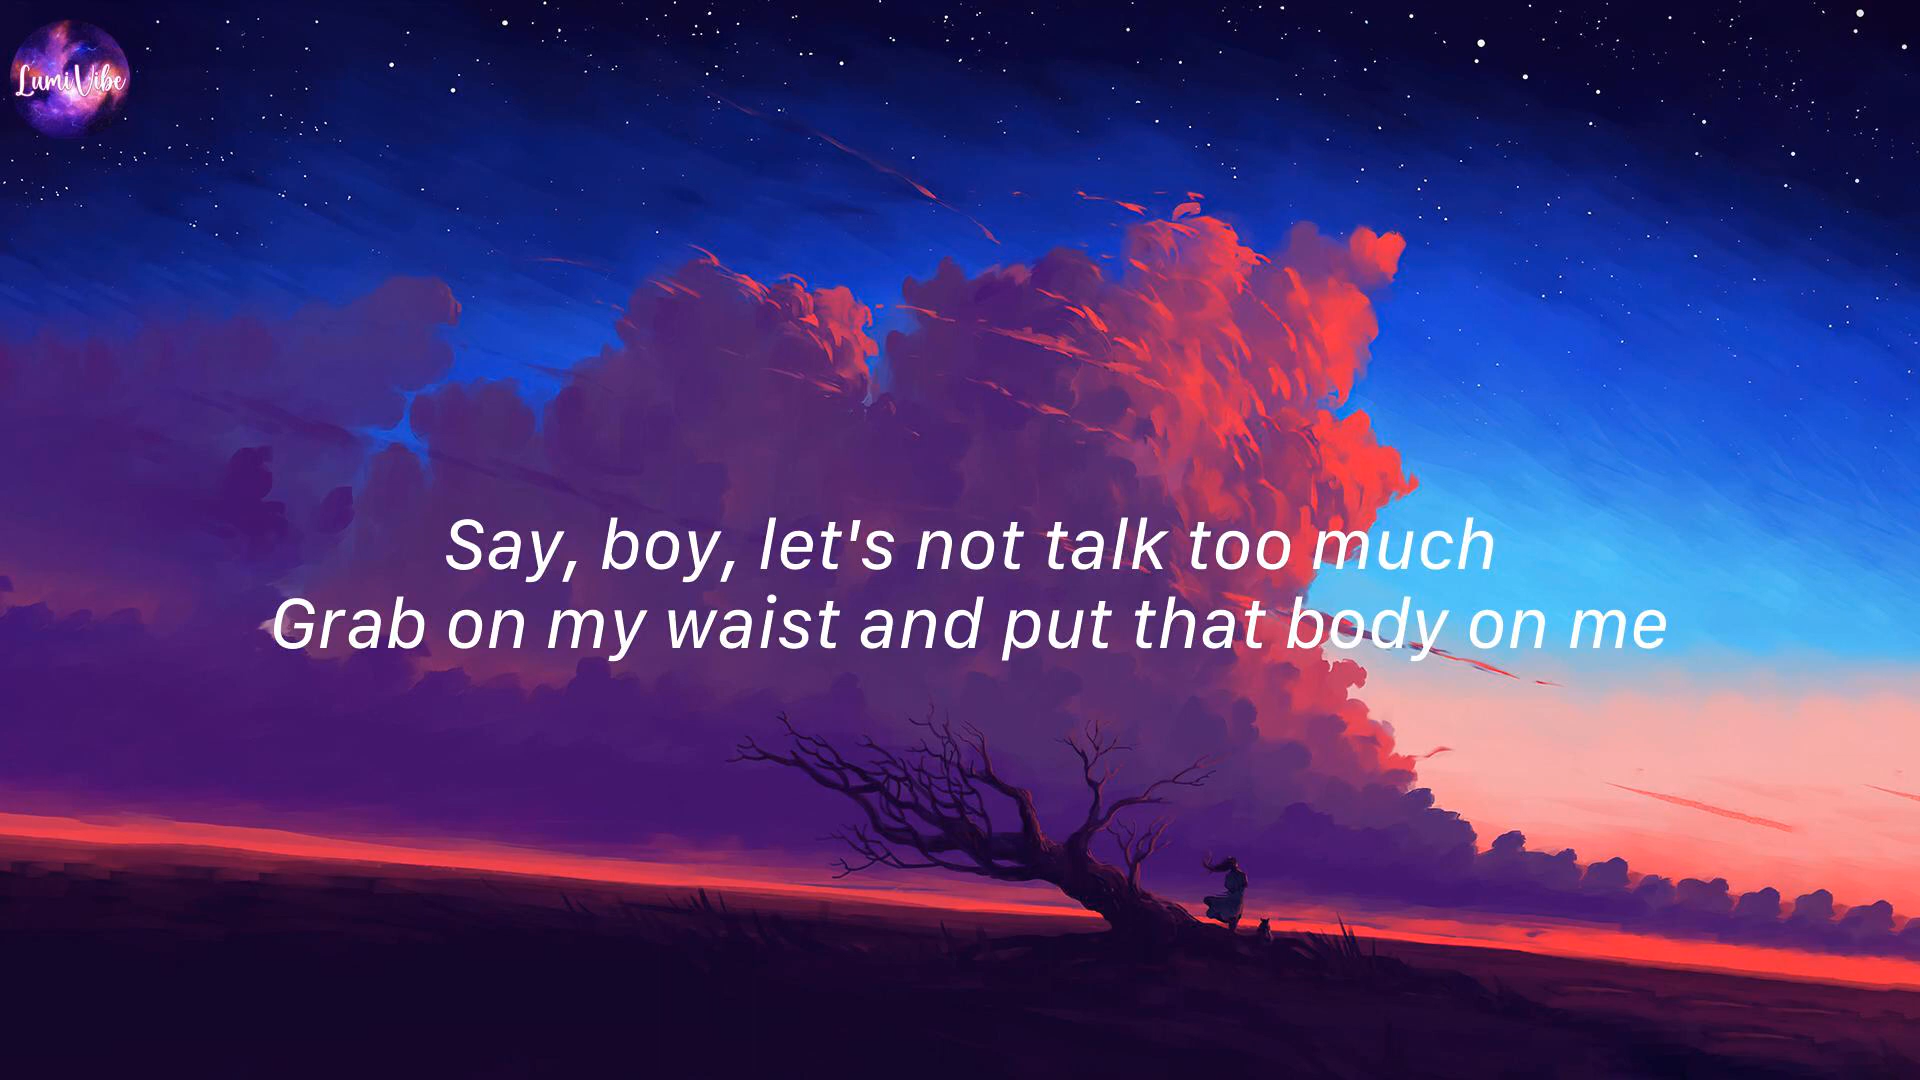 LumiVibe
Say, boy, let's not talk too much
Grab on my waist and put that body on me